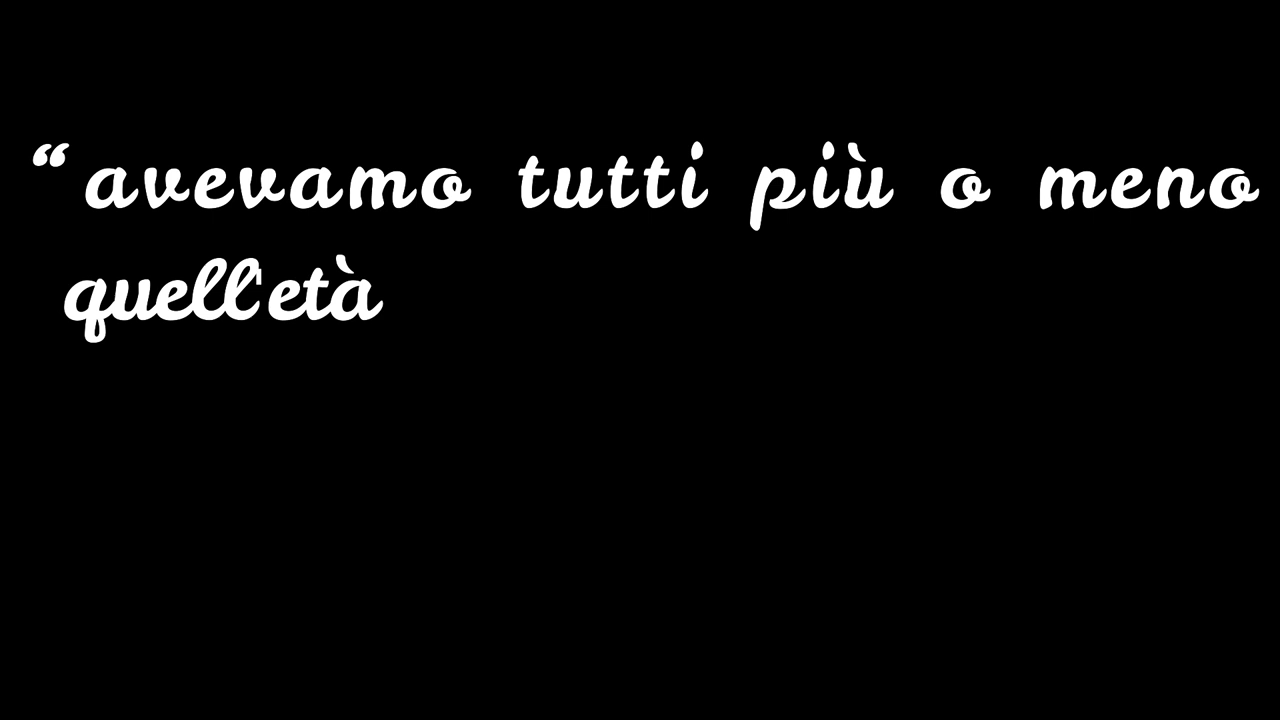 “avevamo tutti più o meno
quell'età